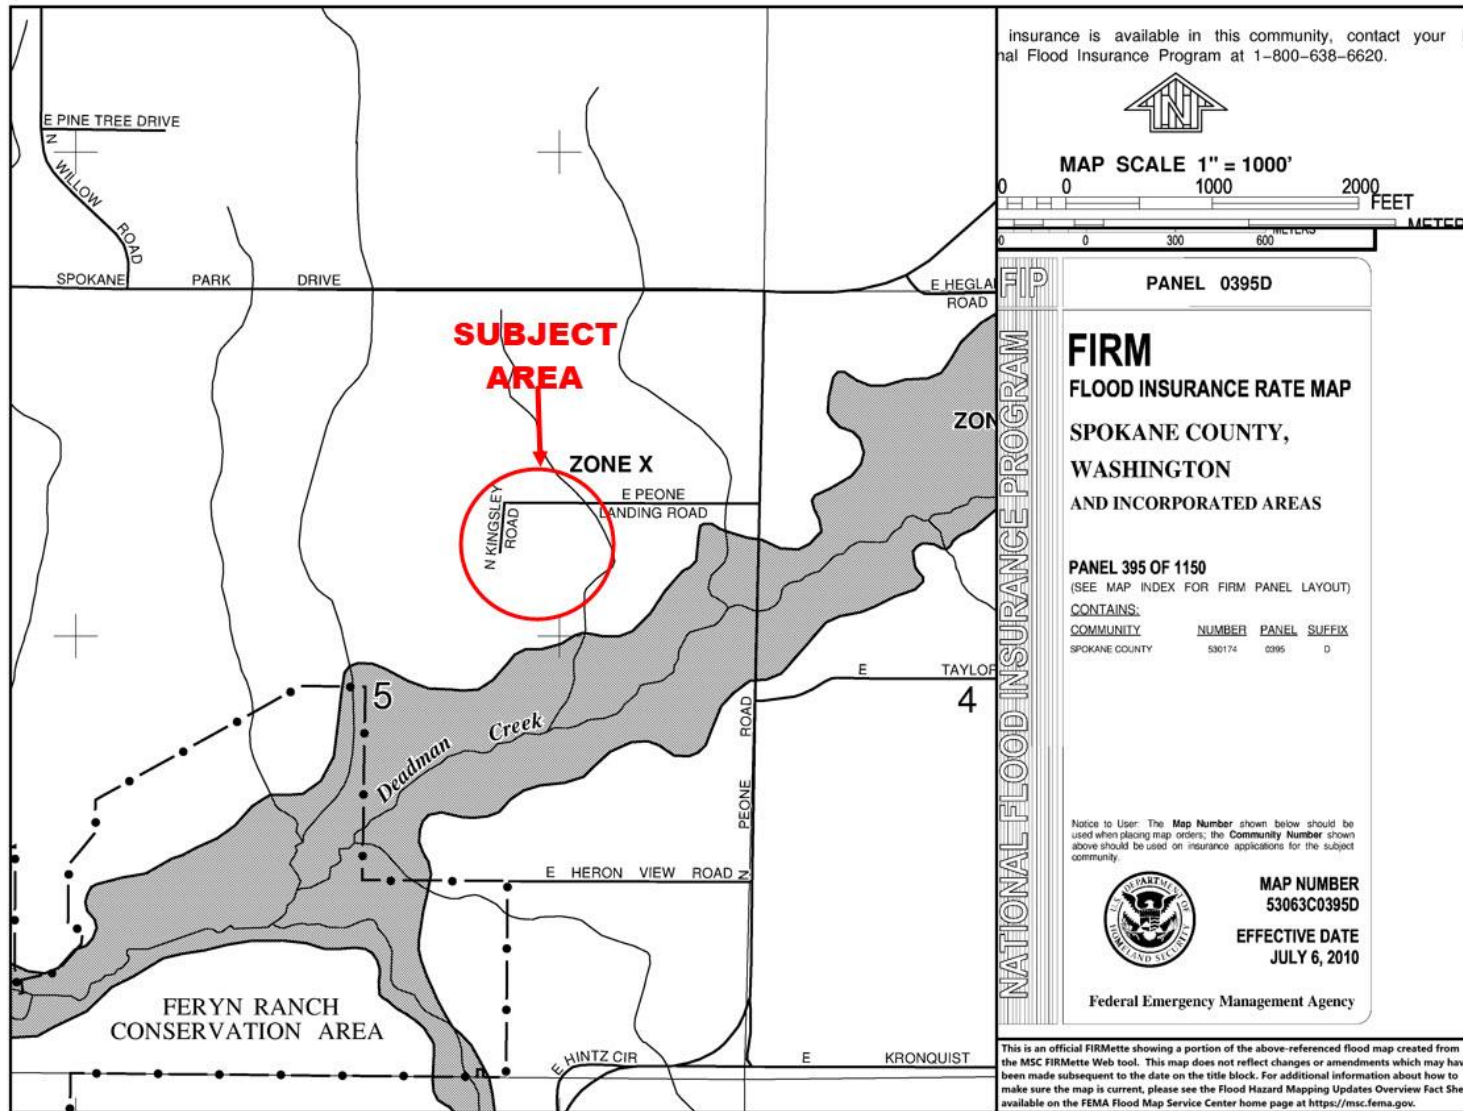 E PINE TREE DRIVE
N
WILLOW
ROAD
SPOKANE PARK DRIVE
E HEGLA
ROAD
SUBJECT
AREA
ZONE X
ZON
E PEONE
LANDING ROAD
N KINGSLEY
ROAD
5
Deadman Creek
E TAYLOR
4
N PEONE ROAD
E HERON VIEW ROAD
FERYN RANCH
CONSERVATION AREA
E HINTZ CIR
E KRONQUIST
insurance is available in this community, contact your
nal Flood Insurance Program at 1-800-638-6620.
N
MAP SCALE 1" = 1000'
0 0 1000 2000
FEET
METER
METERS
0 0 300 600
NFIP
NATIONAL FLOOD INSURANCE PROGRAM
PANEL 0395D
FIRM
FLOOD INSURANCE RATE MAP
SPOKANE COUNTY,
WASHINGTON
AND INCORPORATED AREAS
PANEL 395 OF 1150
(SEE MAP INDEX FOR FIRM PANEL LAYOUT)
CONTAINS:
COMMUNITY NUMBER PANEL SUFFIX
SPOKANE COUNTY 530174 0395 D
Notice to User: The Map Number shown below should be
used when placing map orders; the Community Number shown
above should be used on insurance applications for the subject
community.
U.S. DEPARTMENT OF
HOMELAND SECURITY
MAP NUMBER
53063C0395D
EFFECTIVE DATE
JULY 6, 2010
Federal Emergency Management Agency
This is an official FIRMette showing a portion of the above-referenced flood map created from
the MSC FIRMette Web tool. This map does not reflect changes or amendments which may hav
been made subsequent to the date on the title block. For additional information about how to
make sure the map is current, please see the Flood Hazard Mapping Updates Overview Fact She
available on the FEMA Flood Map Service Center home page at https://msc.fema.gov.